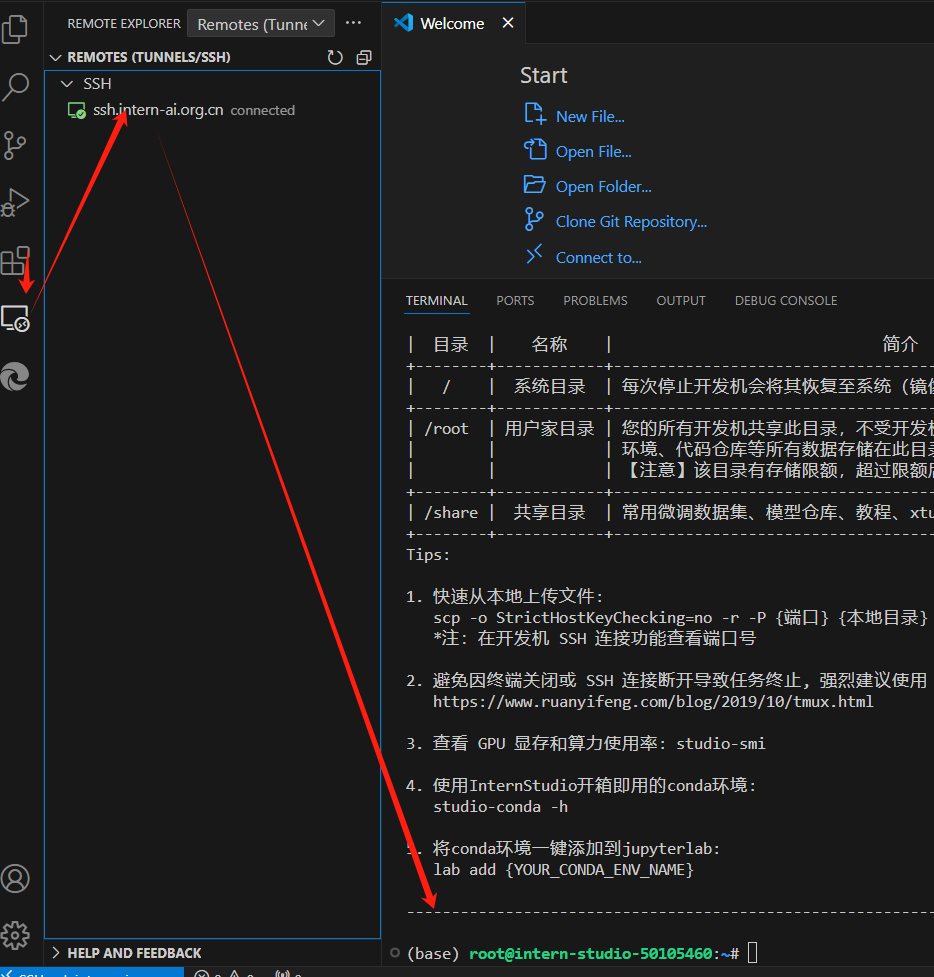 REMOTE EXPLORER
Remotes (Tunne
REMOTES (TUNNELS/SSH)
SSH
ssh.intern-ai.org.cn connected
HELP AND FEEDBACK
Welcome
Start
New File...
Open File...
Open Folder...
Clone Git Repository...
Connect to...
TERMINAL PORTS PROBLEMS OUTPUT DEBUG CONSOLE
| 目录 | 名称 | 简介
| / | 系统目录 | 每次停止开发机会将其恢复至系统（镜像
| /root | 用户家目录 | 您的所有开发机共享此目录，不受开发机
| | | 环境、代码仓库等所有数据存储在此目录
| | | 【注意】该目录有存储限额，超过限额后
| /share | 共享目录 | 常用微调数据集、模型仓库、教程、xtu
Tips:
1. 快速从本地上传文件:
scp -o StrictHostKeyChecking=no -r -P {端口} {本地目录}
*注: 在开发机 SSH 连接功能查看端口号
2. 避免因终端关闭或 SSH 连接断开导致任务终止, 强烈建议使用
https://www.ruanyifeng.com/blog/2019/10/tmux.html
3. 查看 GPU 显存和算力使用率: studio-smi
4. 使用InternStudio开箱即用的conda环境:
studio-conda -h
5. 将conda环境一键添加到jupyterlab:
lab add {YOUR_CONDA_ENV_NAME}
(base) root@intern-studio-50105460:~#